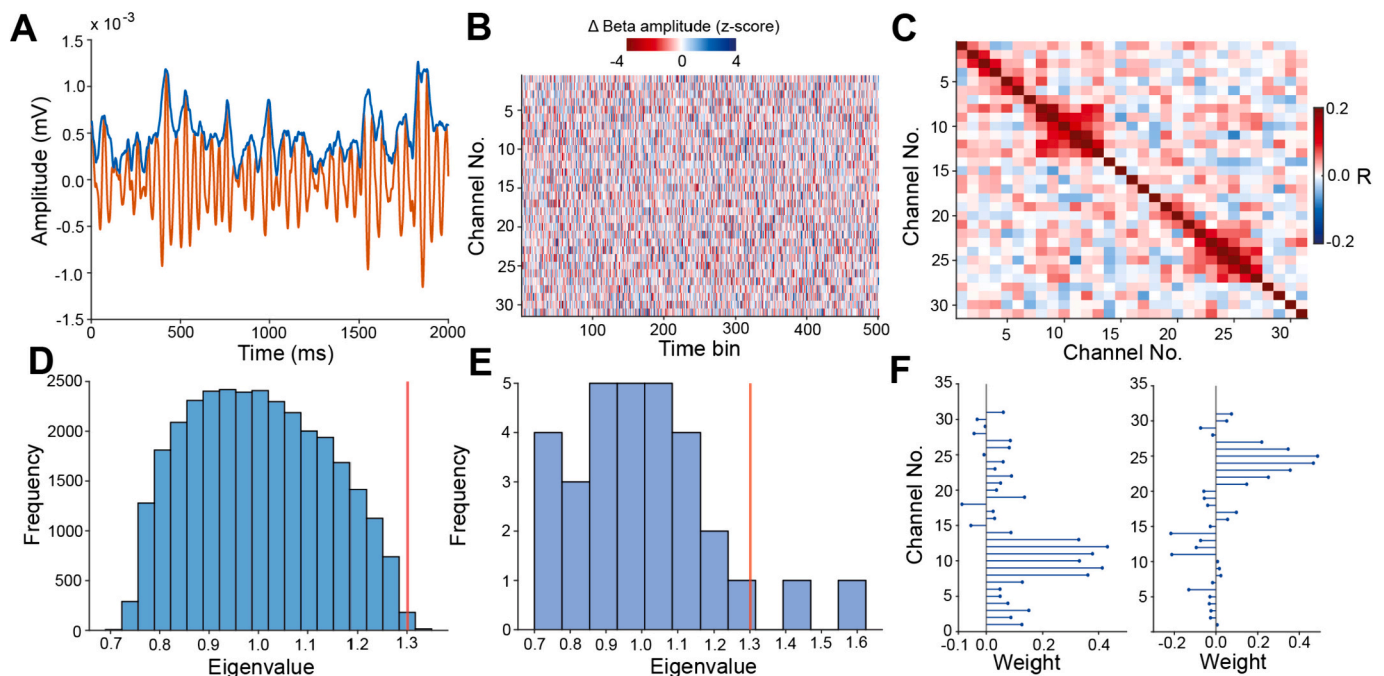 A
x 10⁻³
1.5
1.0
0.5
0.0
-0.5
-1.0
-1.5
Amplitude (mV)
0 500 1000 1500 2000
Time (ms)
B
Δ Beta amplitude (z-score)
-4 0 4
5
10
15
20
25
30
Channel No.
100 200 300 400 500
Time bin
C
5
10
15
20
25
30
Channel No.
5 10 15 20 25 30
Channel No.
0.2
0.0 R
-0.2
D
2500
2000
1500
1000
500
0
Frequency
0.7 0.8 0.9 1.0 1.1 1.2 1.3
Eigenvalue
E
5
4
3
2
1
0
Frequency
0.7 0.8 0.9 1.0 1.1 1.2 1.3 1.4 1.5 1.6
Eigenvalue
F
35
30
25
20
15
10
5
Channel No.
-0.1 0.0 0.2 0.4
Weight
35
30
25
20
15
10
5
-0.2 0.0 0.2 0.4
Weight